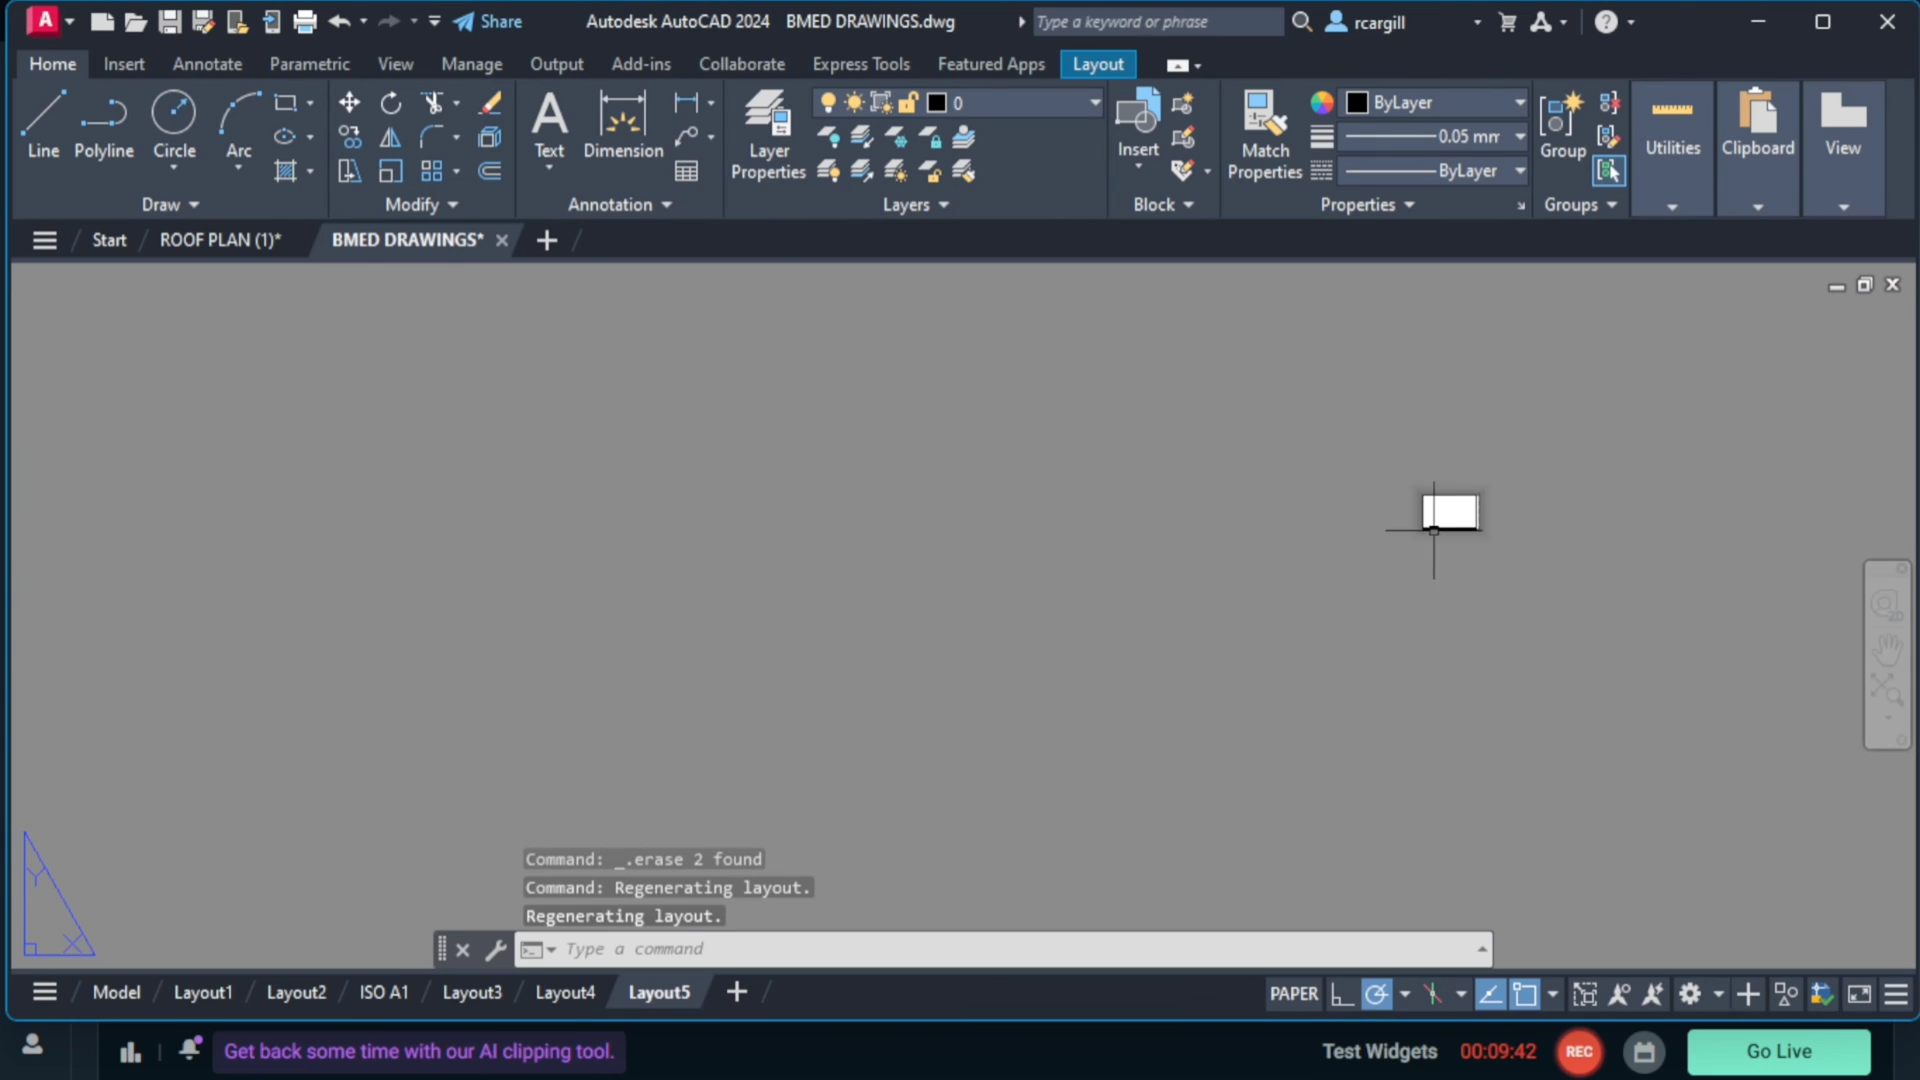 A Share Autodesk AutoCAD 2024 BMED DRAWINGS.dwg Type a keyword or phrase rcargill
Home Insert Annotate Parametric View Manage Output Add-ins Collaborate Express Tools Featured Apps Layout
0 ByLayer
0.05 mm
Line Polyline Circle Arc Text Dimension Layer Properties Insert Match Properties Group Utilities Clipboard View
ByLayer
Draw Modify Annotation Layers Block Properties Groups
Start ROOF PLAN (1)* BMED DRAWINGS*
2D
Y
X
Command: _.erase 2 found
Command: Regenerating layout.
Regenerating layout.
Type a command
Model Layout1 Layout2 ISO A1 Layout3 Layout4 Layout5 PAPER
Get back some time with our AI clipping tool. Test Widgets 00:09:42 REC Go Live